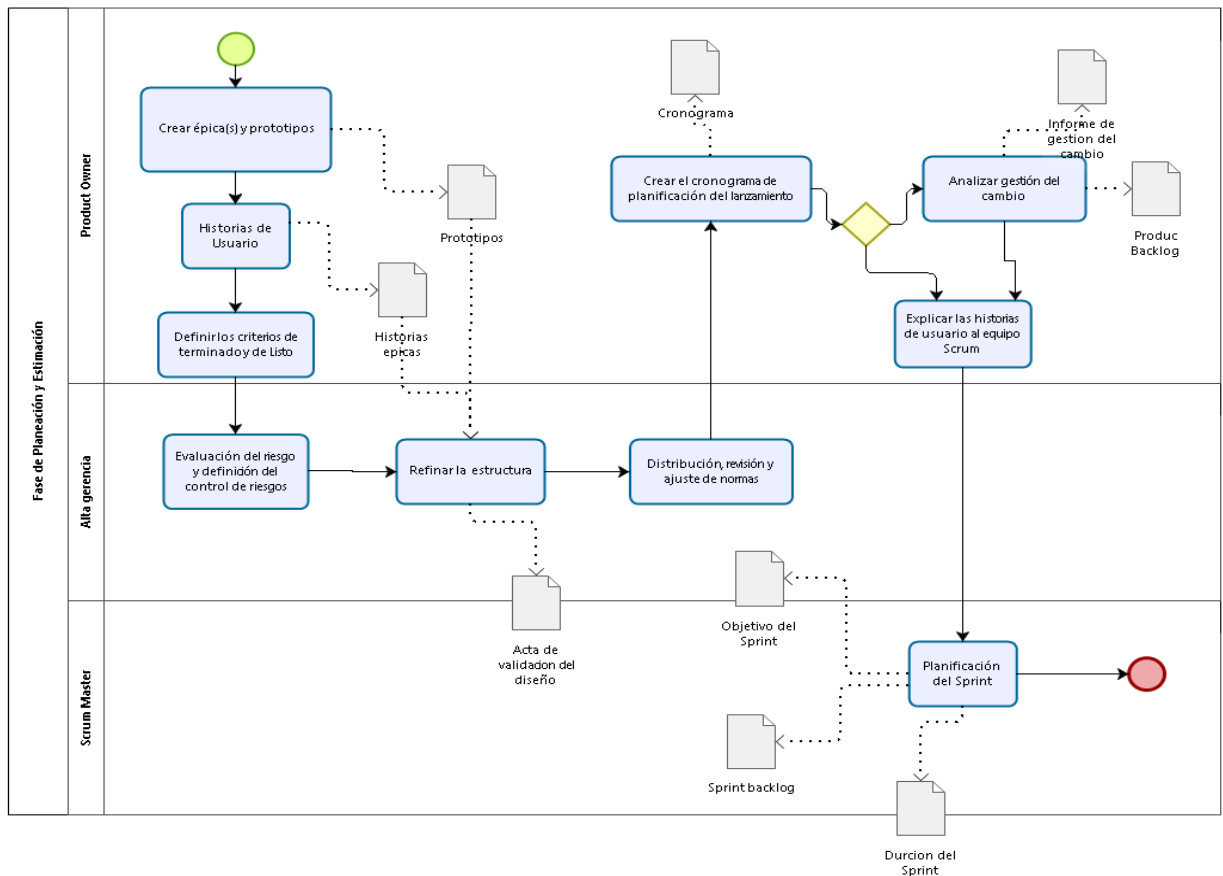 Fase de Planeación y Estimación
Product Owner
Crear épica(s) y prototipos
Historias de
Usuario
Definir los criterios de
terminado y de Listo
Prototipos
Historias
epicas
Cronograma
Crear el cronograma de
planificación del lanzamiento
Informe de
gestion del
cambio
Analizar gestión del
cambio
Produc
Backlog
Explicar las historias
de usuario al equipo
Scrum
Alta gerencia
Evaluación del riesgo
y definición del
control de riesgos
Refinar la estructura
Distribución, revisión y
ajuste de normas
Acta de
validacion del
diseño
Scrum Master
Objetivo del
Sprint
Planificación
del Sprint
Sprint backlog
Durcion del
Sprint